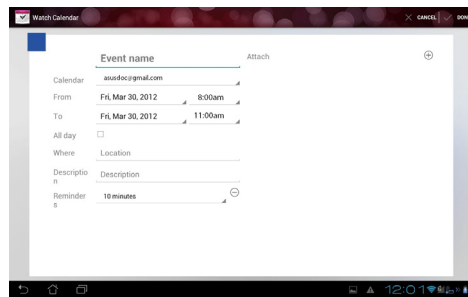 Watch Calendar
CANCEL
DON
Event name
Attach
Calendar
asusdoc@gmail.com
From
Fri, Mar 30, 2012
8:00am
To
Fri, Mar 30, 2012
11:00am
All day
Where
Location
Descriptio
n
Description
Reminder
s
10 minutes
12:01